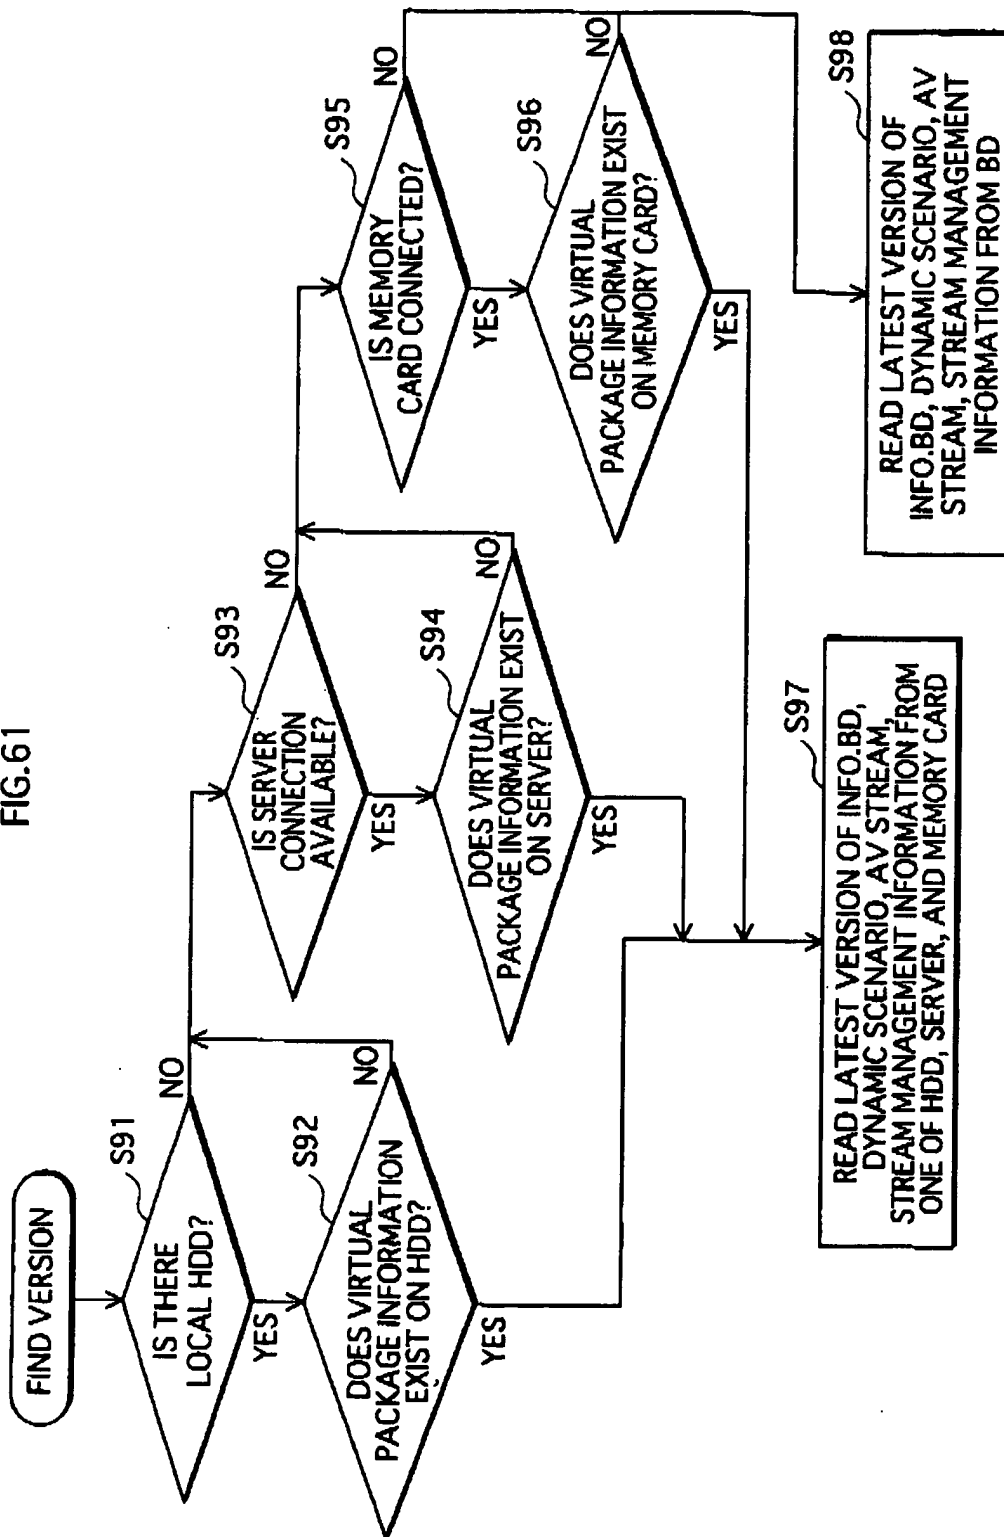 FIG.61
FIND VERSION
S91
IS THERE
LOCAL HDD?
NO
YES
S92
DOES VIRTUAL
PACKAGE INFORMATION
EXIST ON HDD?
NO
YES
S93
IS SERVER
CONNECTION
AVAILABLE?
NO
YES
S94
DOES VIRTUAL
PACKAGE INFORMATION EXIST
ON SERVER?
NO
YES
S95
IS MEMORY
CARD CONNECTED?
NO
YES
S96
DOES VIRTUAL
PACKAGE INFORMATION EXIST
ON MEMORY CARD?
NO
YES
S97
READ LATEST VERSION OF INFO.BD,
DYNAMIC SCENARIO, AV STREAM,
STREAM MANAGEMENT INFORMATION FROM
ONE OF HDD, SERVER, AND MEMORY CARD
S98
READ LATEST VERSION OF
INFO.BD, DYNAMIC SCENARIO, AV
STREAM, STREAM MANAGEMENT
INFORMATION FROM BD